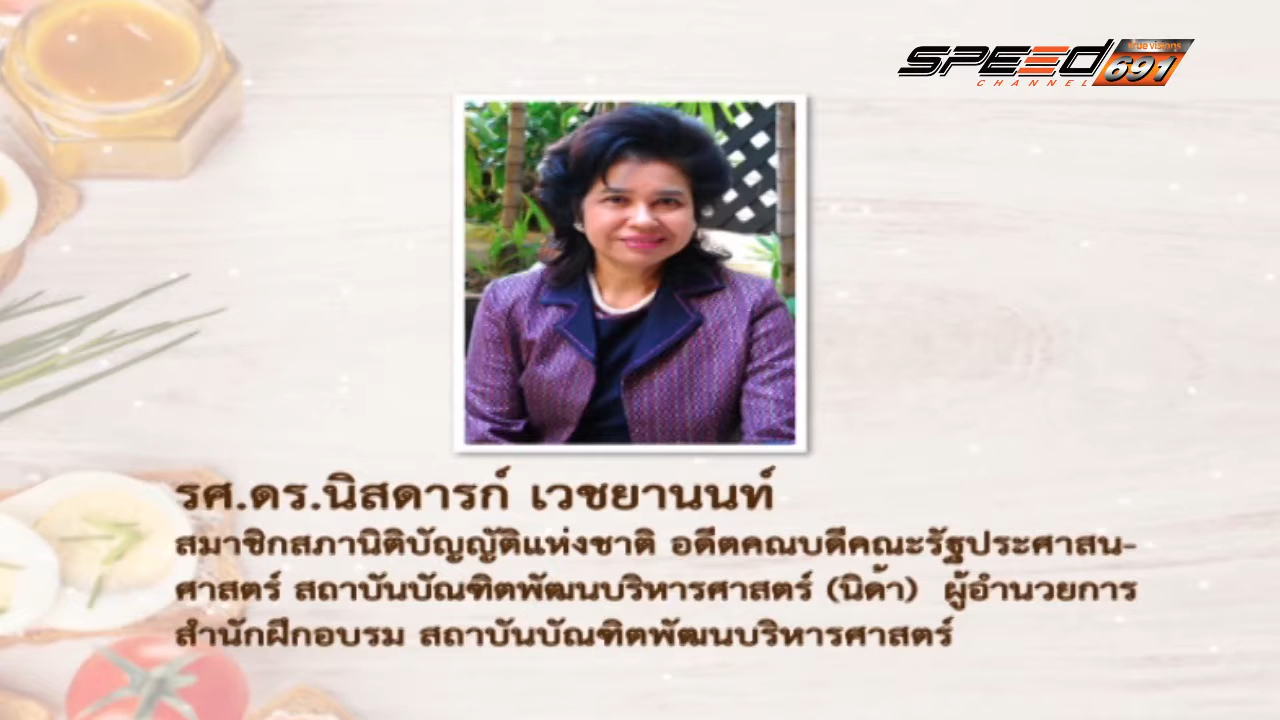 SPEED
true visions
691
CHANNEL
รศ.ดร.นิสดารก์ เวชยานนท์
สมาชิกสภานิติบัญญัติแห่งชาติ อดีตคณบดีคณะรัฐประศาสน-
ศาสตร์ สถาบันบัณฑิตพัฒนบริหารศาสตร์ (นิด้า) ผู้อำนวยการ
สำนักฝึกอบรม สถาบันบัณฑิตพัฒนบริหารศาสตร์